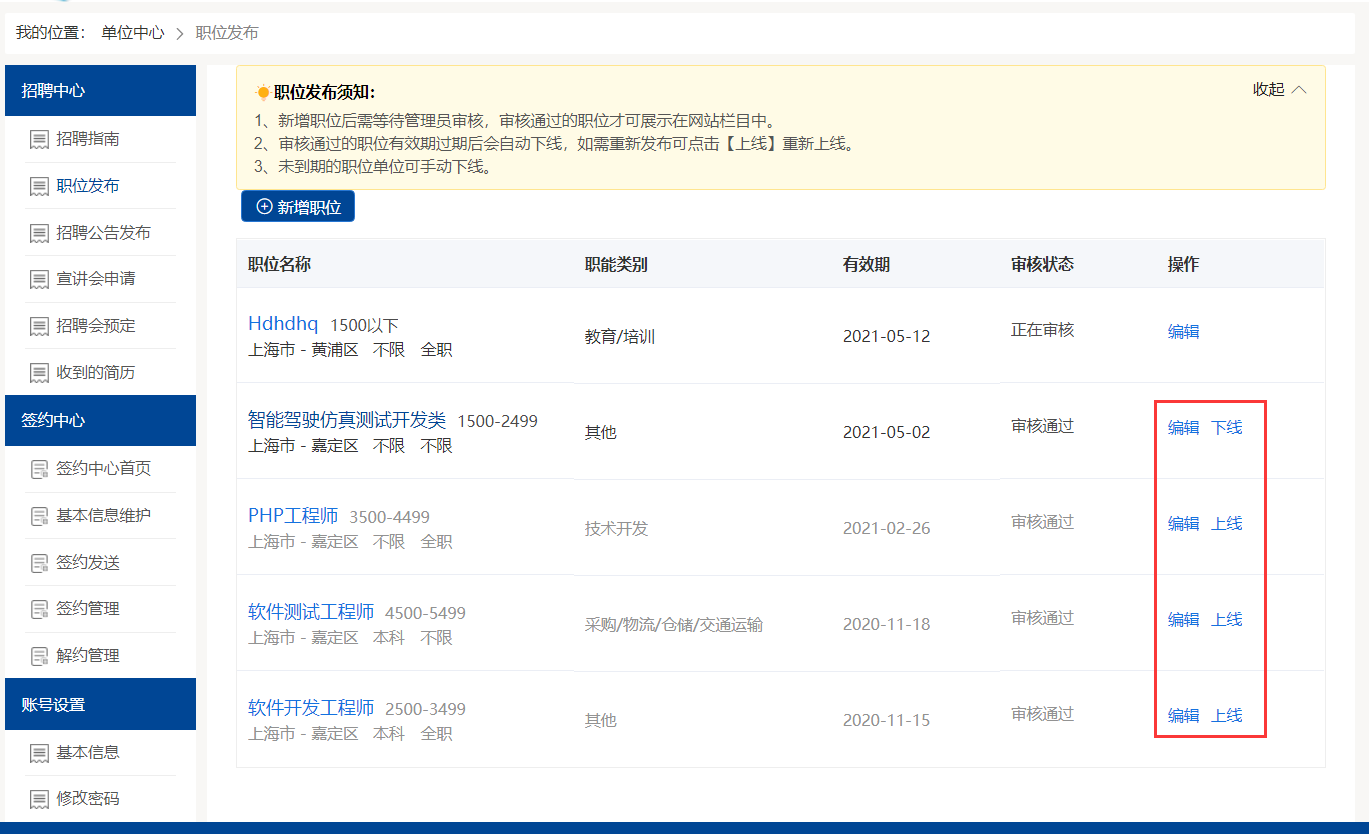 我的位置： 单位中心 > 职位发布
招聘中心
招聘指南
职位发布
招聘公告发布
宣讲会申请
招聘会预定
收到的简历
签约中心
签约中心首页
基本信息维护
签约发送
签约管理
解约管理
账号设置
基本信息
修改密码
职位发布须知： 收起
1、新增职位后需等待管理员审核，审核通过的职位才可展示在网站栏目中。
2、审核通过的职位有效期过期后会自动下线，如需重新发布可点击【上线】重新上线。
3、未到期的职位单位可手动下线。
新增职位
职位名称 职能类别 有效期 审核状态 操作
Hdhdhq 1500以下
上海市 - 黄浦区 不限 全职
教育/培训 2021-05-12 正在审核 编辑
智能驾驶仿真测试开发类 1500-2499
上海市 - 嘉定区 不限 不限
其他 2021-05-02 审核通过 编辑 下线
PHP工程师 3500-4499
上海市 - 嘉定区 不限 全职
技术开发 2021-02-26 审核通过 编辑 上线
软件测试工程师 4500-5499
上海市 - 嘉定区 本科 不限
采购/物流/仓储/交通运输 2020-11-18 审核通过 编辑 上线
软件开发工程师 2500-3499
上海市 - 嘉定区 本科 全职
其他 2020-11-15 审核通过 编辑 上线